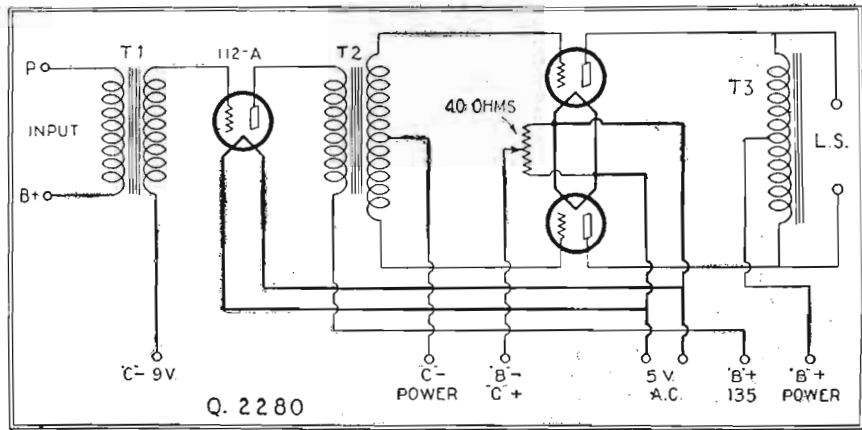 T1
112-A
T2
P
INPUT
B+
40 OHMS
T3
L.S.
"C"- 9V.
"C"-
POWER
"B"-
"C"+
5 V.
A.C.
"B"+
135
"B"+
POWER
Q. 2280